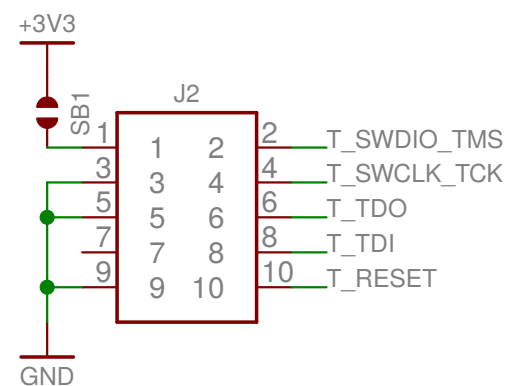 +3V3
SB1
J2
1 1 2 2 T_SWDIO_TMS
3 3 4 4 T_SWCLK_TCK
5 5 6 6 T_TDO
7 7 8 8 T_TDI
9 9 10 10 T_RESET
GND